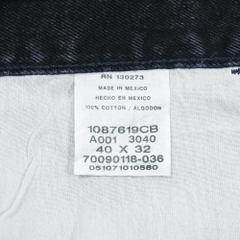 RN 130273
MADE IN MEXICO
HECHO EN MEXICO
100% COTTON / ALGODON
1087619CB
A001 3040
40 X 32
70090118-036
051071010580